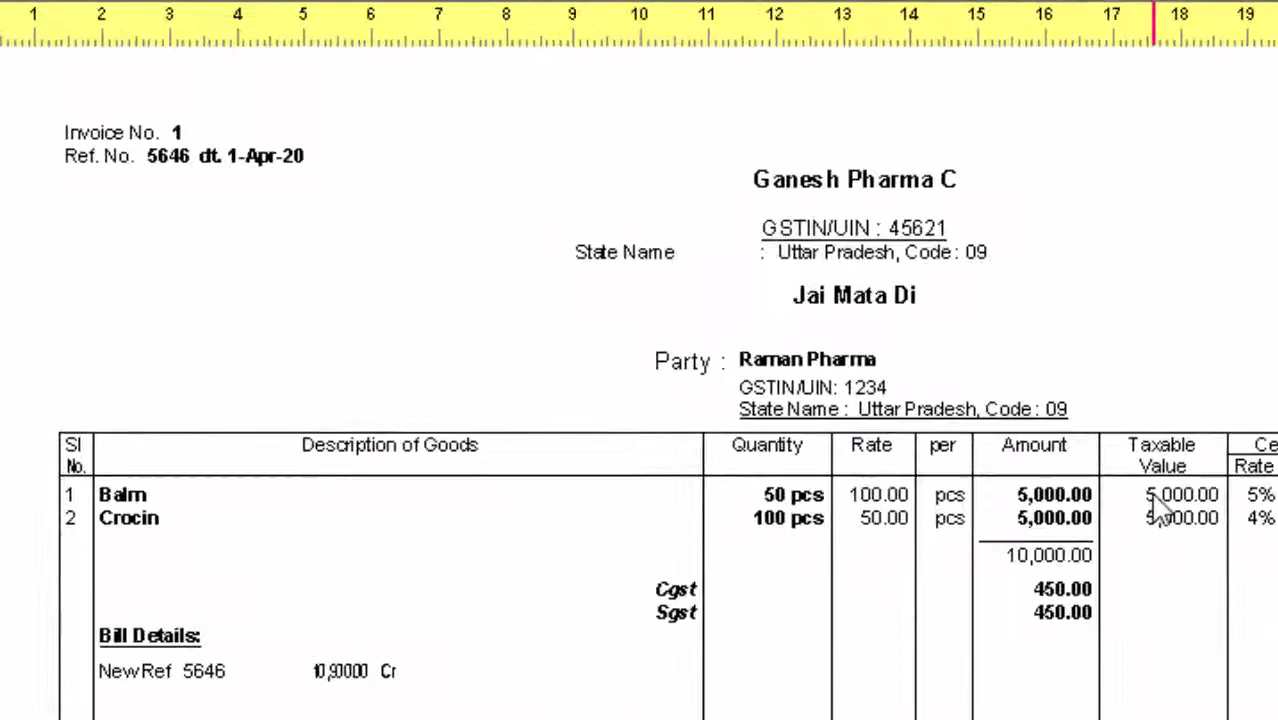 1 2 3 4 5 6 7 8 9 10 11 12 13 14 15 16 17 18 19
Invoice No. 1
Ref. No. 5646 dt. 1-Apr-20
Ganesh Pharma C
GSTIN/UIN : 45621
State Name : Uttar Pradesh, Code : 09
Jai Mata Di
Party : Raman Pharma
GSTIN/UIN: 1234
State Name : Uttar Pradesh, Code : 09
Sl Description of Goods Quantity Rate per Amount Taxable Ce
No. Value Rate
1 Balm 50 pcs 100.00 pcs 5,000.00 5,000.00 5%
2 Crocin 100 pcs 50.00 pcs 5,000.00 5,000.00 4%
10,000.00
Cgst 450.00
Sgst 450.00
Bill Details:
New Ref 5646 Cr